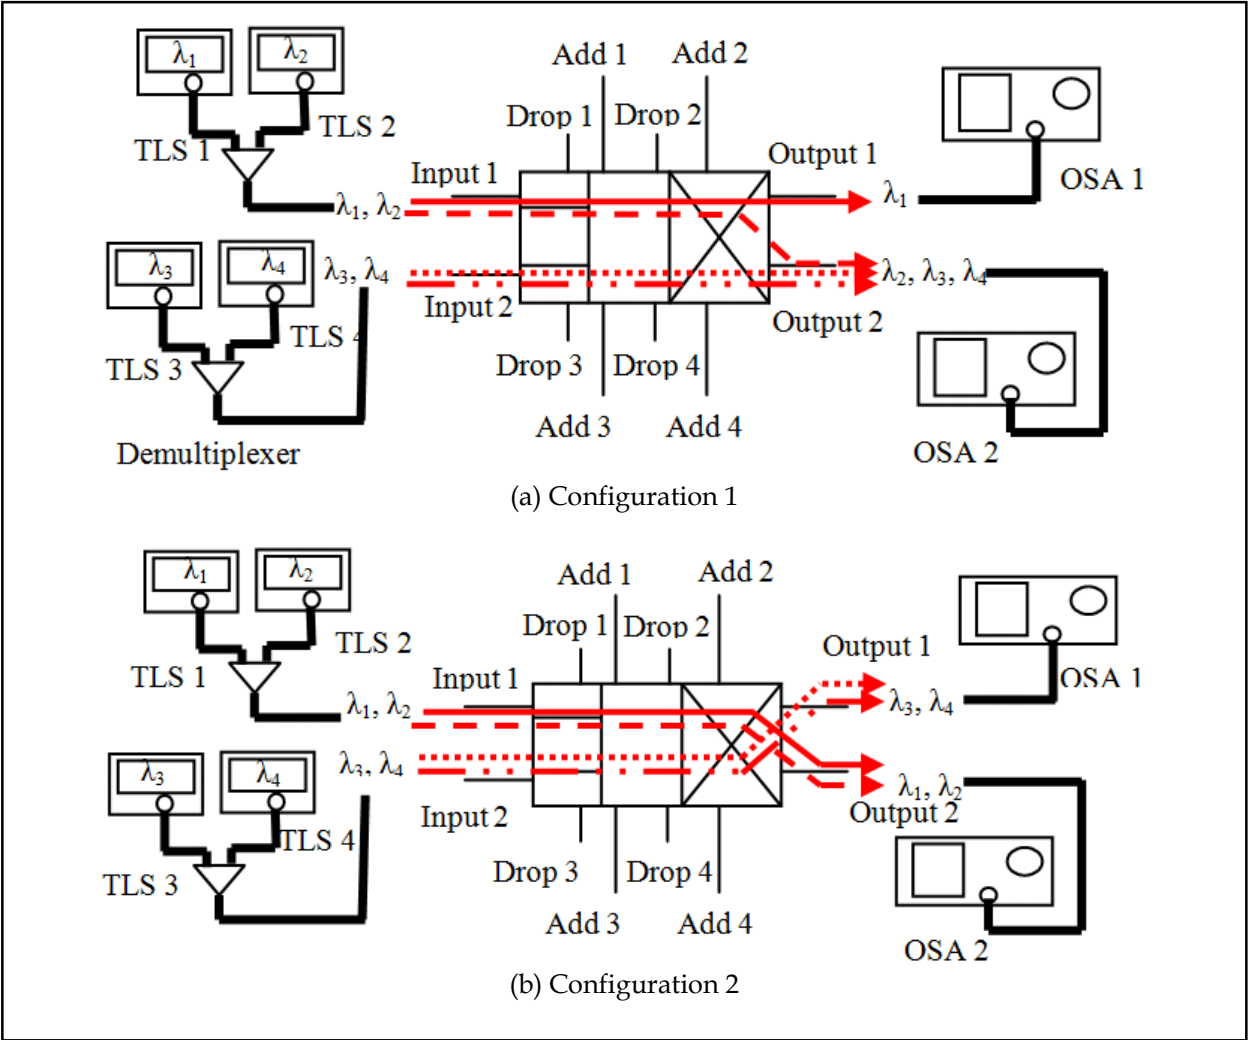 λ1 λ2
Add 1 Add 2
Drop 1 Drop 2
TLS 1 TLS 2
Input 1 Output 1
OSA 1
λ1, λ2 λ1
λ3 λ4 λ3, λ4 λ2, λ3, λ4
Input 2 Output 2
TLS 3 TLS 4
Drop 3 Drop 4
Add 3 Add 4
Demultiplexer OSA 2
(a) Configuration 1
λ1 λ2
Add 1 Add 2
Drop 1 Drop 2
TLS 1 TLS 2
Output 1
Input 1 OSA 1
λ1, λ2 λ3, λ4
λ3 λ4 λ3, λ4 λ1, λ2
Input 2 Output 2
TLS 3 TLS 4
Drop 3 Drop 4
Add 3 Add 4
OSA 2
(b) Configuration 2